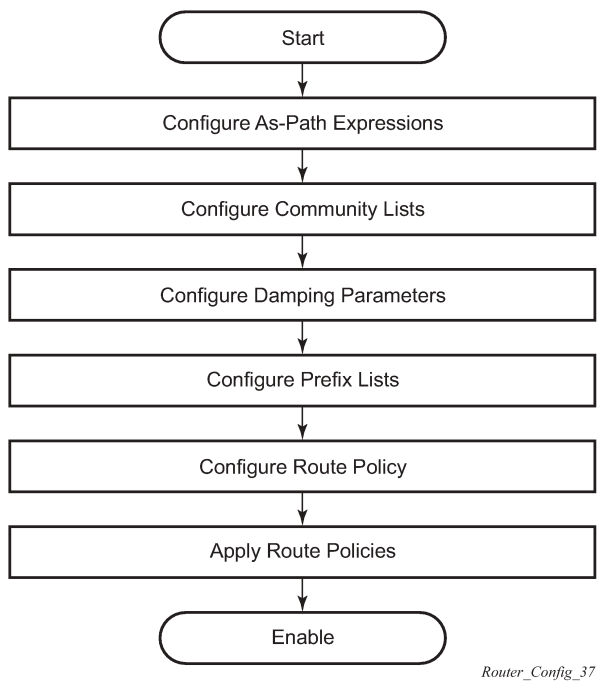 Start
Configure As-Path Expressions
Configure Community Lists
Configure Damping Parameters
Configure Prefix Lists
Configure Route Policy
Apply Route Policies
Enable
Router_Config_37